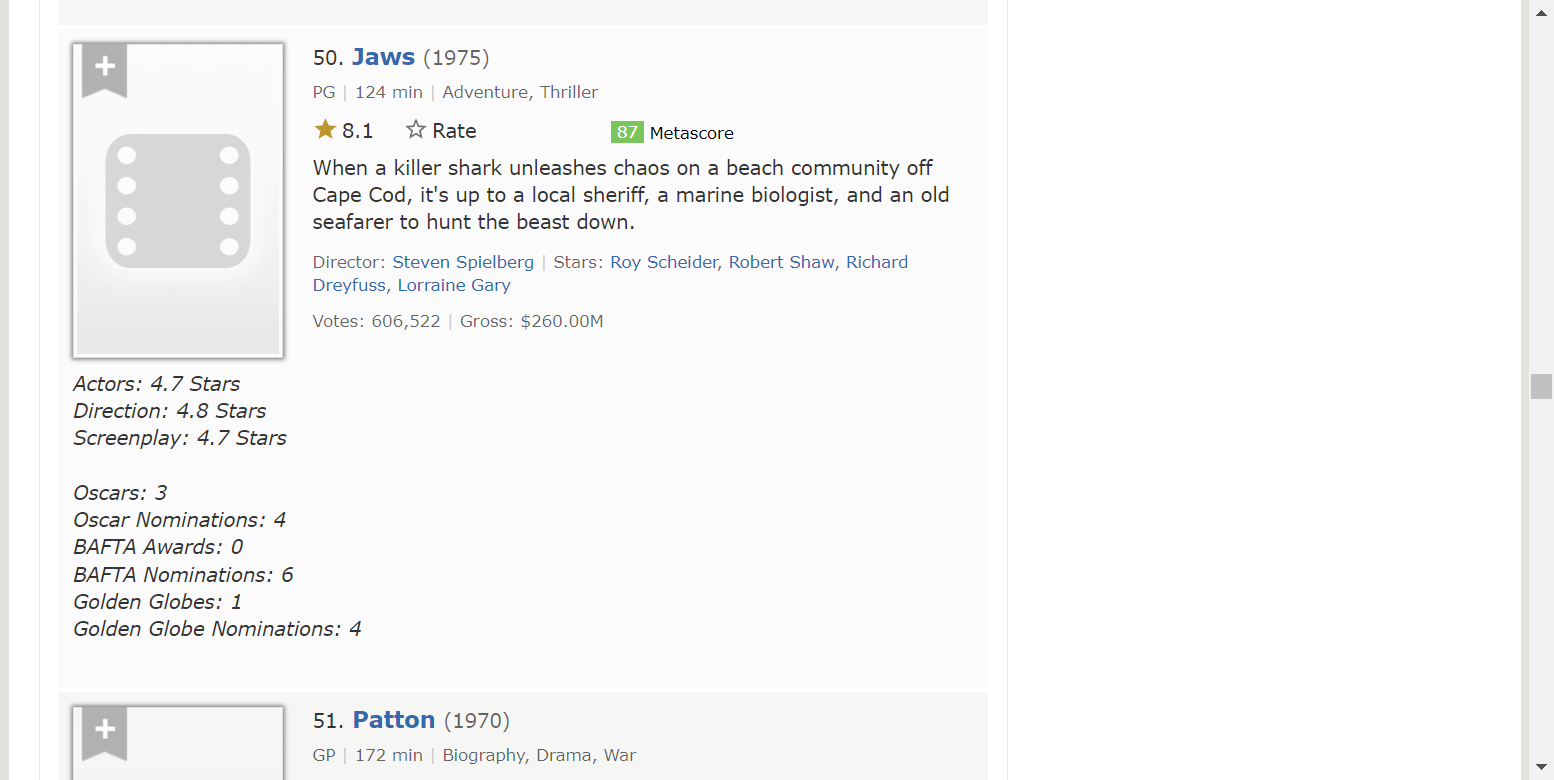 50. Jaws (1975)
PG | 124 min | Adventure, Thriller
8.1 Rate 87 Metascore
When a killer shark unleashes chaos on a beach community off
Cape Cod, it's up to a local sheriff, a marine biologist, and an old
seafarer to hunt the beast down.
Director: Steven Spielberg | Stars: Roy Scheider, Robert Shaw, Richard
Dreyfuss, Lorraine Gary
Votes: 606,522 | Gross: $260.00M
Actors: 4.7 Stars
Direction: 4.8 Stars
Screenplay: 4.7 Stars
Oscars: 3
Oscar Nominations: 4
BAFTA Awards: 0
BAFTA Nominations: 6
Golden Globes: 1
Golden Globe Nominations: 4
51. Patton (1970)
GP | 172 min | Biography, Drama, War